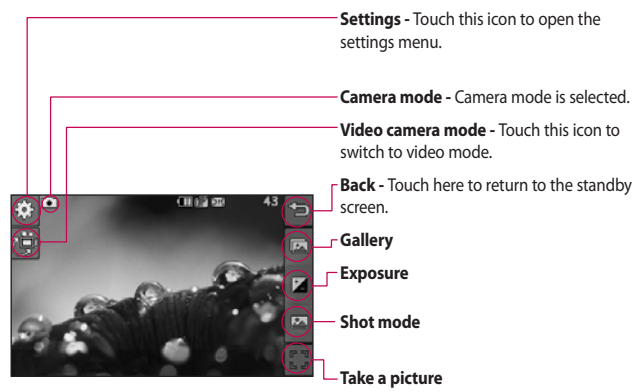 Settings - Touch this icon to open the
settings menu.
Camera mode - Camera mode is selected.
Video camera mode - Touch this icon to
switch to video mode.
Back - Touch here to return to the standby
screen.
43
Gallery
Exposure
Shot mode
Take a picture